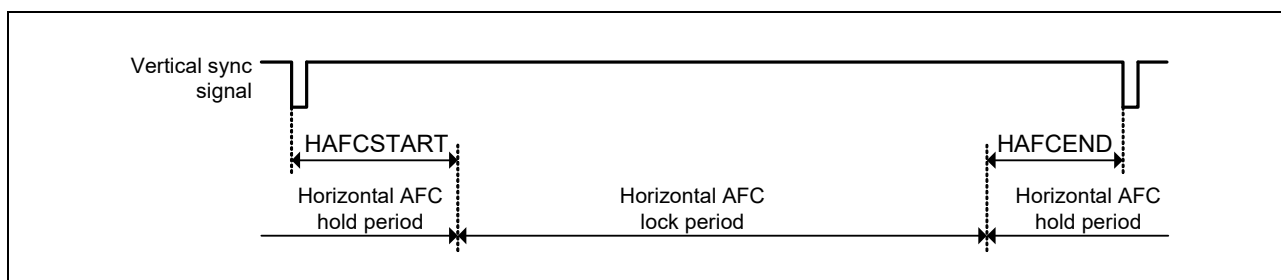 Vertical sync
signal
HAFCSTART
HAFCEND
Horizontal AFC
hold period
Horizontal AFC
lock period
Horizontal AFC
hold period